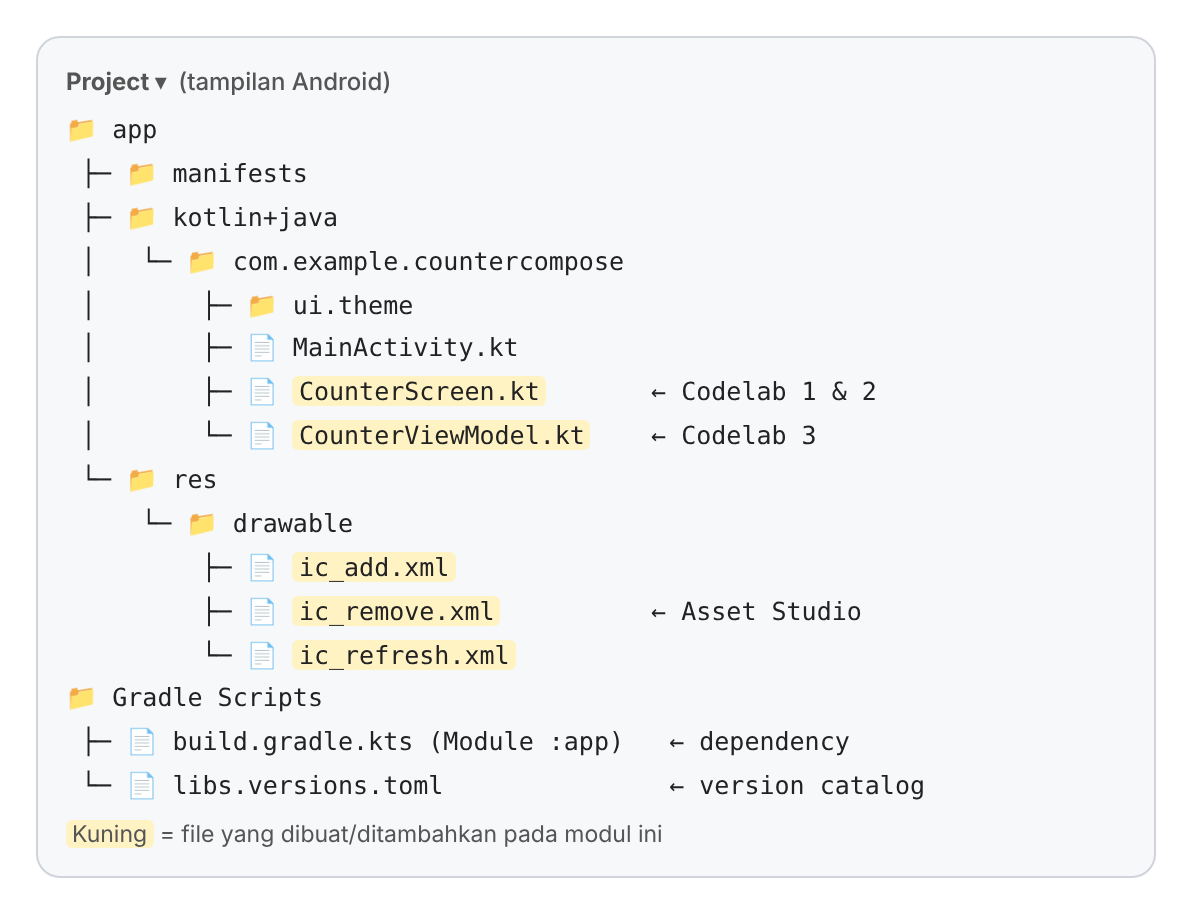 Project ▾ (tampilan Android)
📁 app
├─ 📁 manifests
├─ 📁 kotlin+java
│   └─ 📁 com.example.countercompose
│       ├─ 📁 ui.theme
│       ├─ 📄 MainActivity.kt
│       ├─ 📄 CounterScreen.kt ← Codelab 1 & 2
│       └─ 📄 CounterViewModel.kt ← Codelab 3
└─ 📁 res
    └─ 📁 drawable
        ├─ 📄 ic_add.xml
        ├─ 📄 ic_remove.xml ← Asset Studio
        └─ 📄 ic_refresh.xml
📁 Gradle Scripts
├─ 📄 build.gradle.kts (Module :app) ← dependency
└─ 📄 libs.versions.toml ← version catalog
Kuning = file yang dibuat/ditambahkan pada modul ini